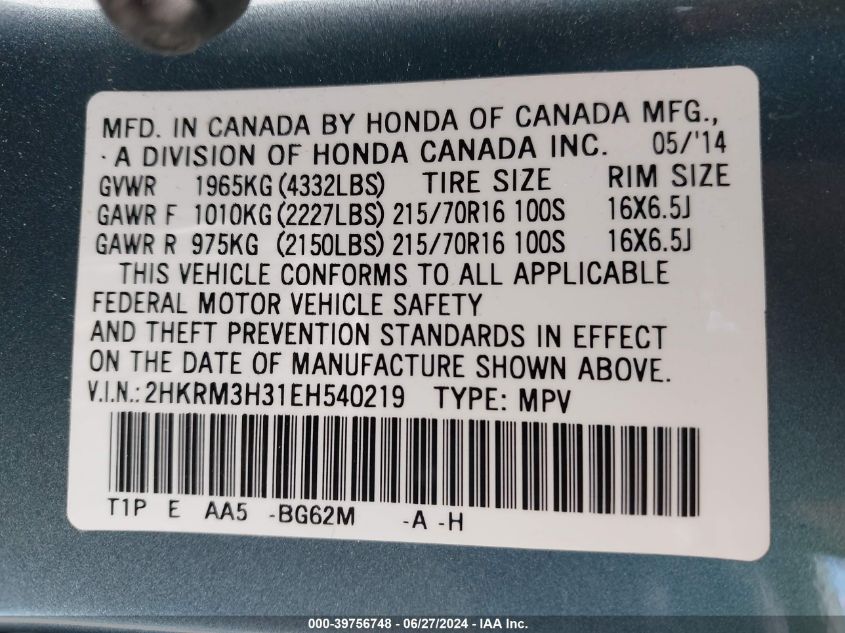 MFD. IN CANADA BY HONDA OF CANADA MFG.,
· A DIVISION OF HONDA CANADA INC. 05/'14
GVWR 1965KG (4332LBS) TIRE SIZE RIM SIZE
GAWR F 1010KG (2227LBS) 215/70R16 100S 16X6.5J
GAWR R 975KG (2150LBS) 215/70R16 100S 16X6.5J
THIS VEHICLE CONFORMS TO ALL APPLICABLE
FEDERAL MOTOR VEHICLE SAFETY
AND THEFT PREVENTION STANDARDS IN EFFECT
ON THE DATE OF MANUFACTURE SHOWN ABOVE.
V.I.N.: 2HKRM3H31EH540219 TYPE: MPV
T1P E AA5 -BG62M -A -H
000-39756748 - 06/27/2024 - IAA Inc.